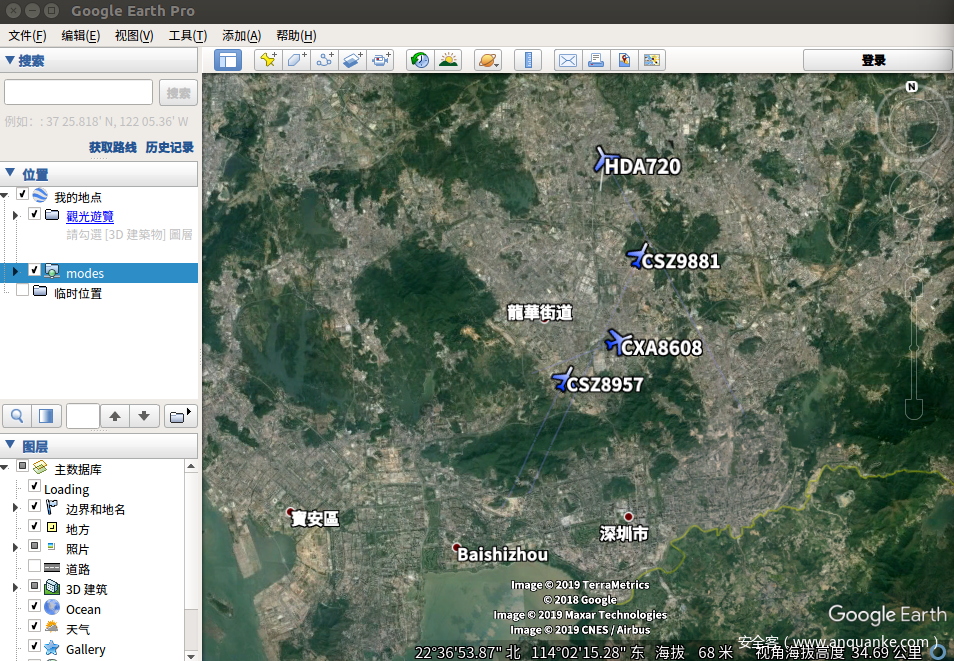 Google Earth Pro
文件(F) 编辑(E) 视图(V) 工具(T) 添加(A) 帮助(H)
搜索
登录
搜索
例如: : 37 25.818' N, 122 05.36' W
获取路线 历史记录
位置
我的地点
觀光遊覽
請勾選 [3D 建築物] 圖層
modes
临时位置
图层
主数据库
Loading
边界和地名
地方
照片
道路
3D 建筑
Ocean
天气
Gallery
N
HDA720
CSZ9881
龍華街道
CXA8608
CSZ8957
寶安區
深圳市
Baishizhou
Image © 2019 TerraMetrics
© 2018 Google
Image © 2019 Maxar Technologies
Image © 2019 CNES / Airbus
Google Earth
安全客 ( www.anquanke.com )
22°36'53.87" 北 114°02'15.28" 东 海拔 68 米 视角海拔高度 34.69 公里